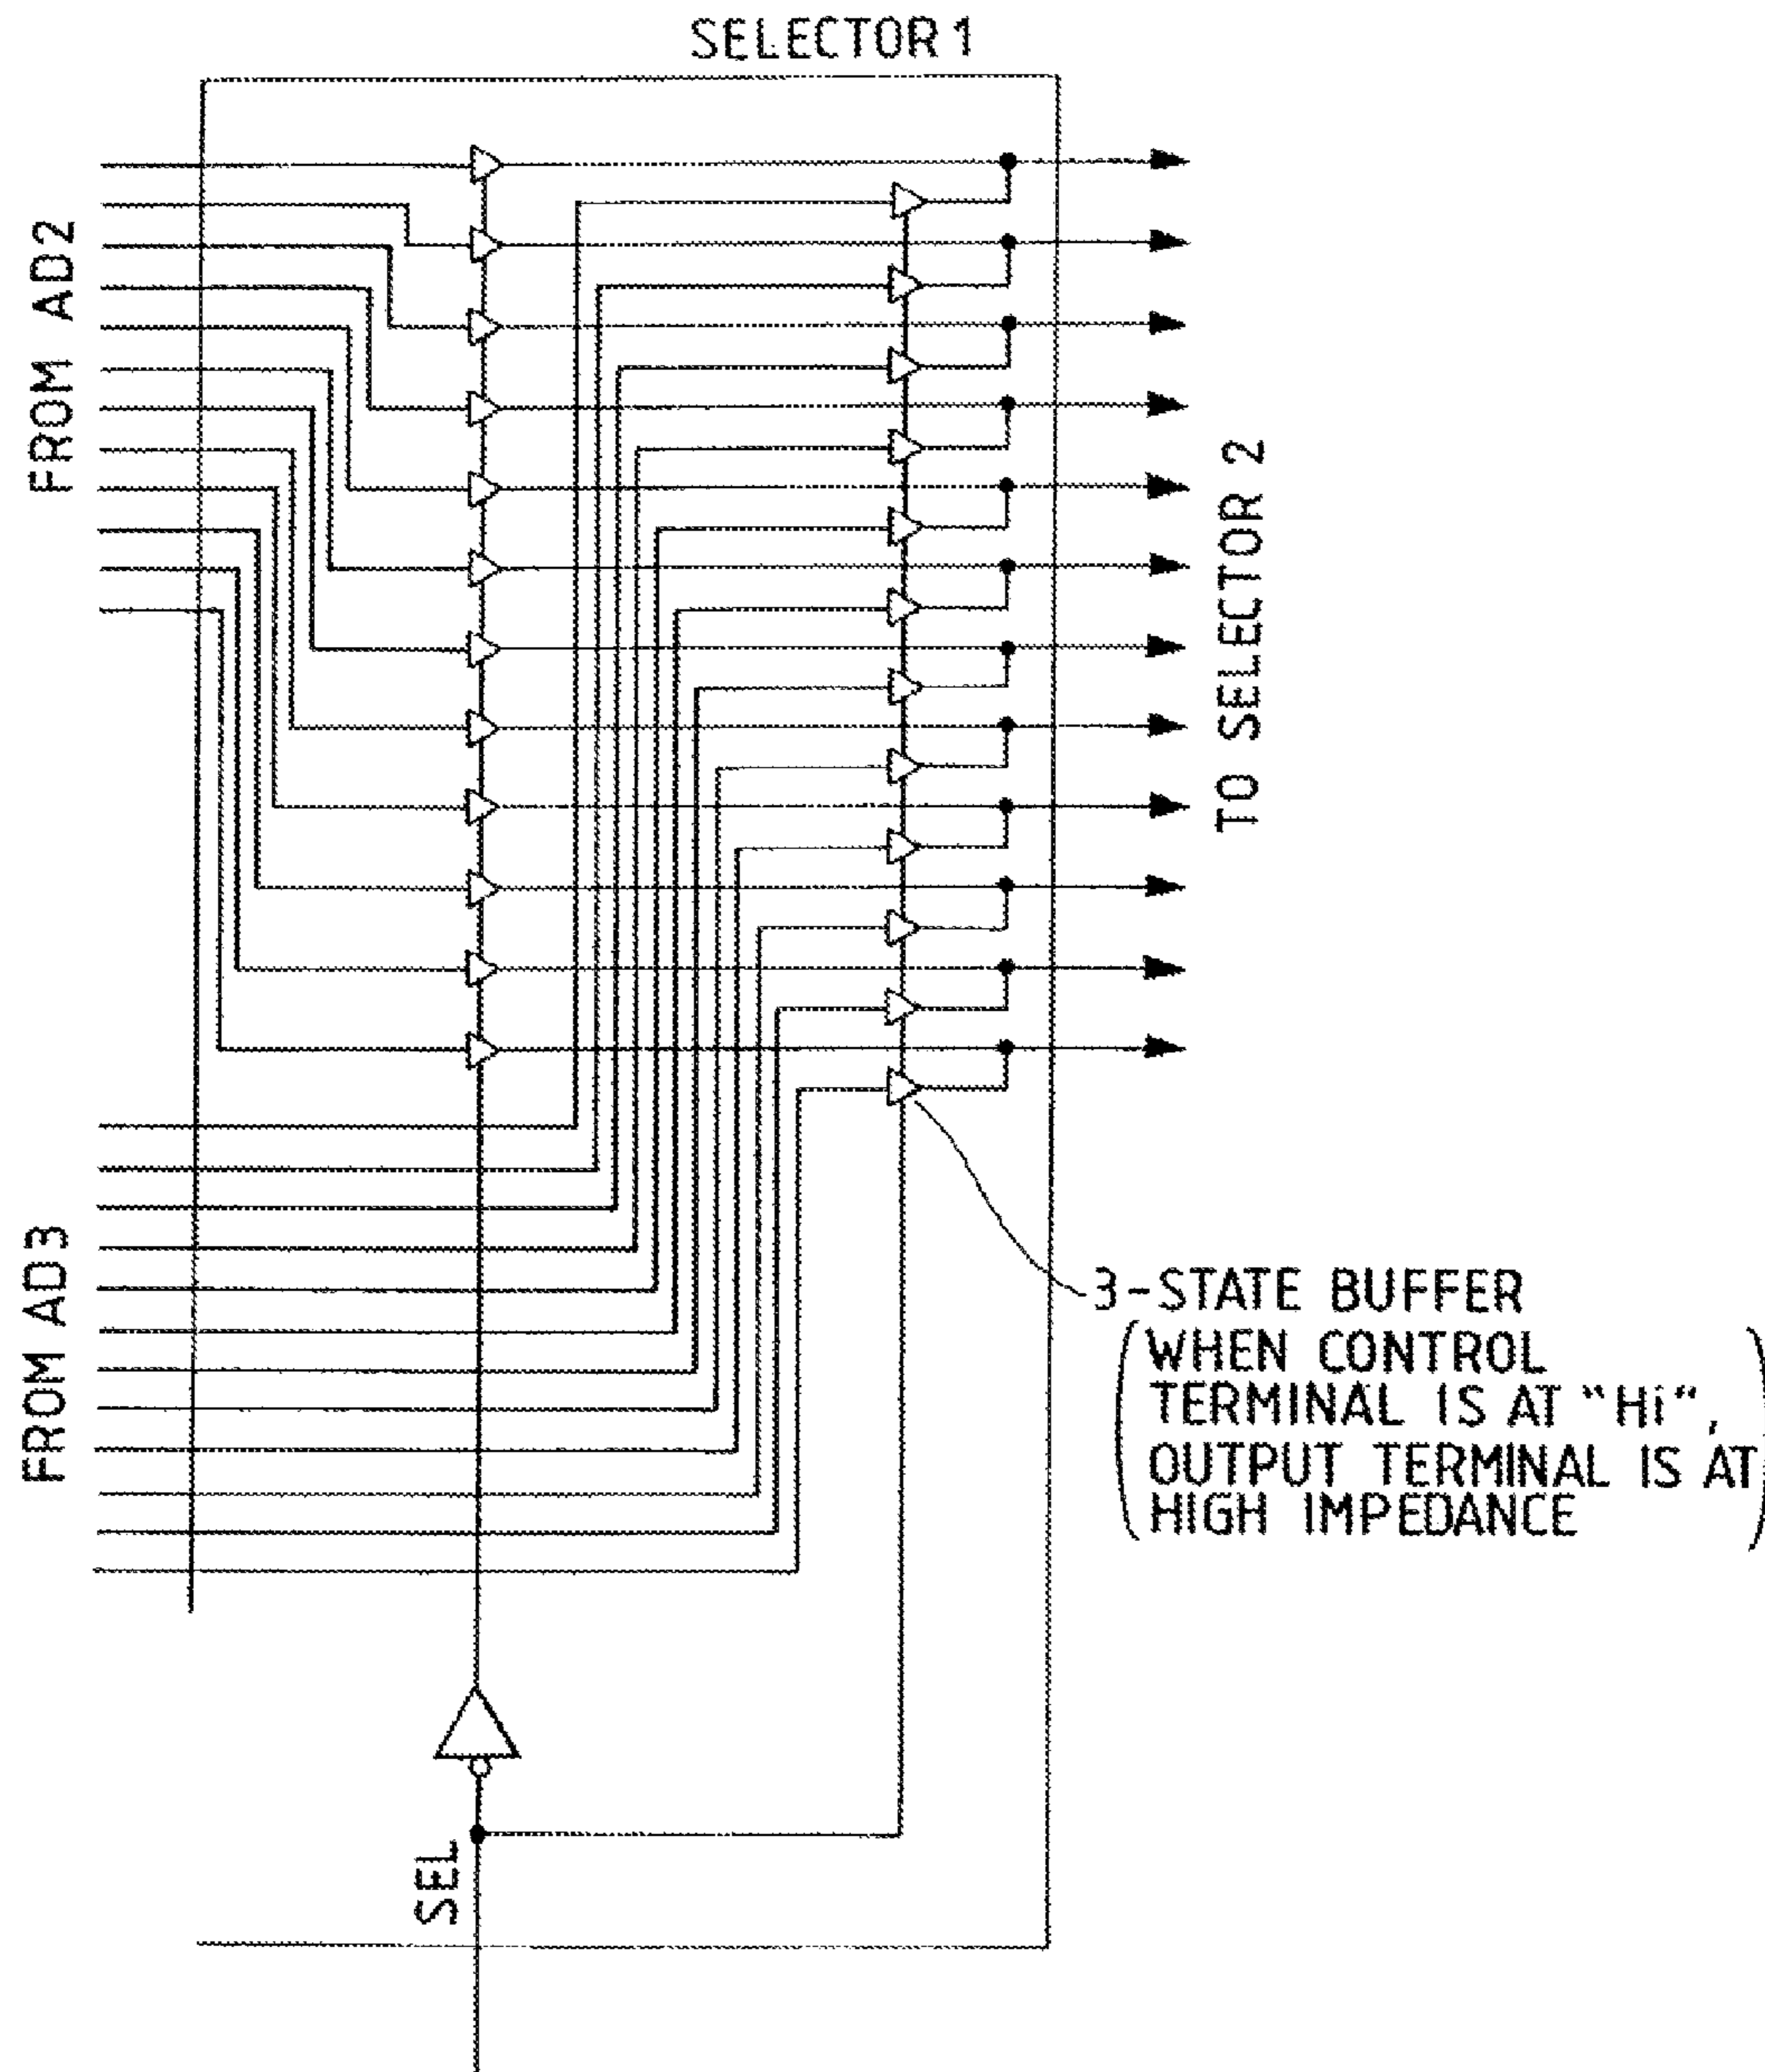 SELECTOR 1
FROM AD2
TO SELECTOR 2
FROM AD3
3-STATE BUFFER
(WHEN CONTROL
TERMINAL IS AT "Hi",
OUTPUT TERMINAL IS AT
HIGH IMPEDANCE)
SEL